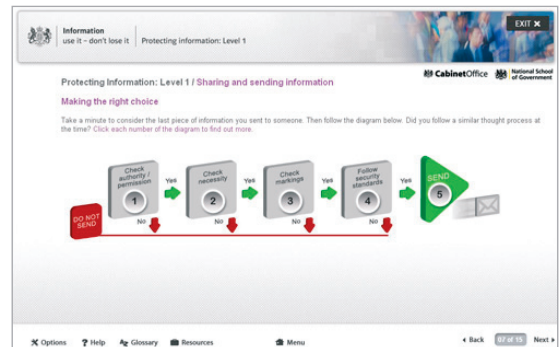 Information
use it – don't lose it
Protecting information: Level 1
EXIT ✖
CabinetOffice
National School
of Government
Protecting Information: Level 1 / Sharing and sending information
Making the right choice
Take a minute to consider the last piece of information you sent to someone. Then follow the diagram below. Did you follow a similar thought process at
the time? Click each number of the diagram to find out more.
Check
authority /
permission
1
Yes
No
Check
necessity
2
Yes
No
Check
markings
3
Yes
No
Follow
security
standards
4
Yes
No
SEND
5
DO NOT
SEND
Options
? Help
Glossary
Resources
Menu
Back
07 of 15
Next